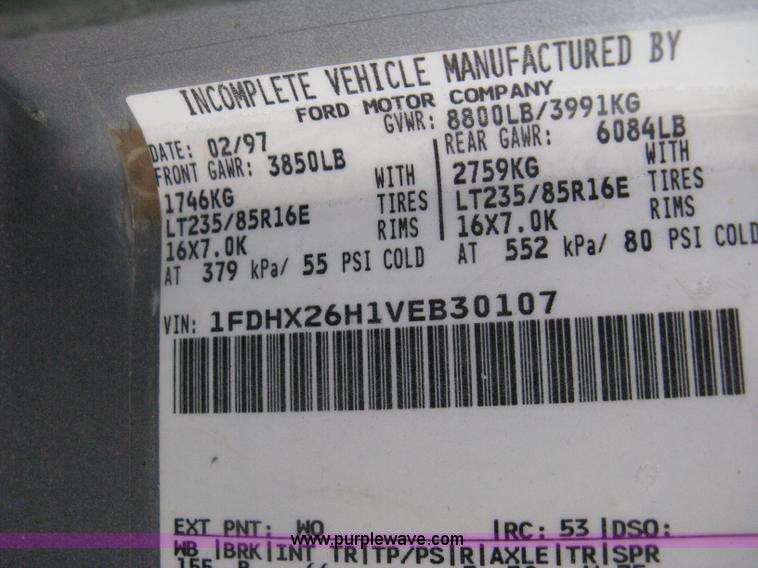 INCOMPLETE VEHICLE MANUFACTURED BY
FORD MOTOR COMPANY
DATE: 02/97 GVWR: 8800LB/3991KG
FRONT GAWR: 3850LB REAR GAWR: 6084LB
1746KG WITH 2759KG WITH
LT235/85R16E TIRES LT235/85R16E TIRES
16X7.0K RIMS 16X7.0K RIMS
AT 379 kPa/ 55 PSI COLD AT 552 kPa/ 80 PSI COLD
VIN: 1FDHX26H1VEB30107
EXT PNT: WO |RC: 53 |DSO:
www.purplewave.com
WB |BRK|INT TR|TP/PS|R|AXLE|TR|SPR
155 B